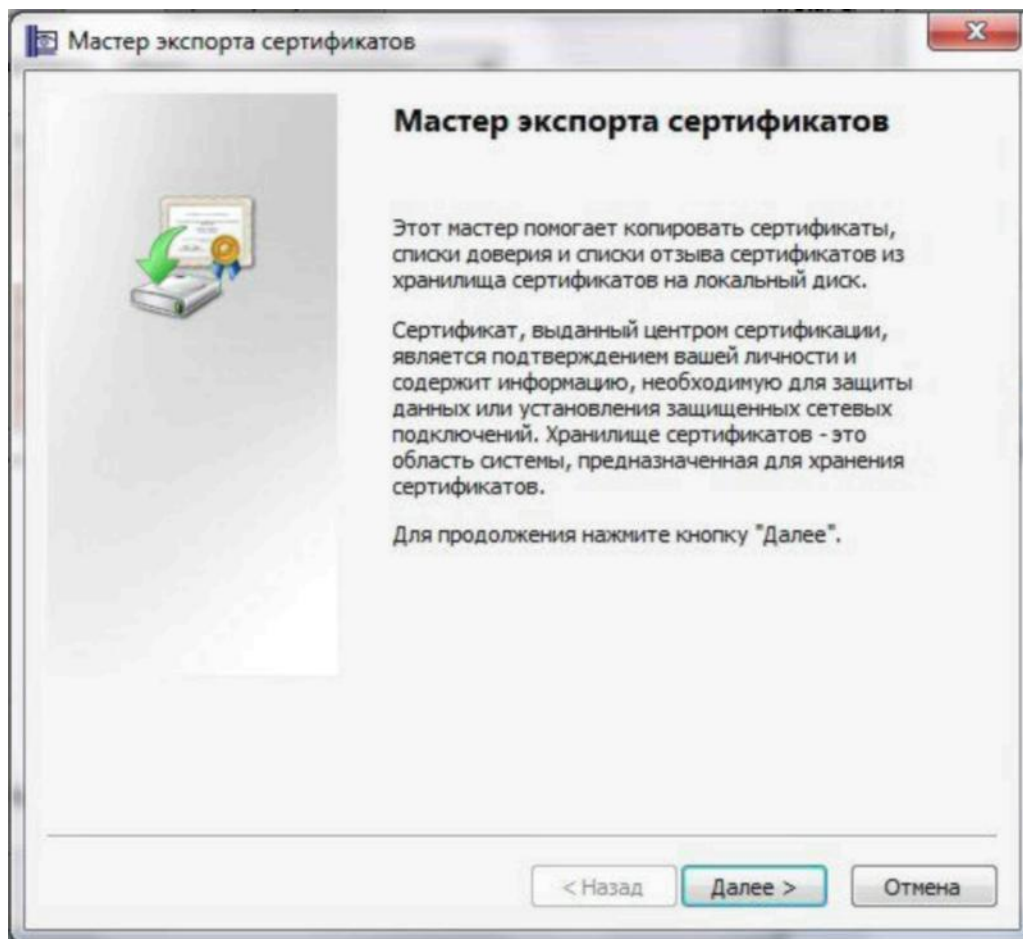 Мастер экспорта сертификатов
Мастер экспорта сертификатов
Этот мастер помогает копировать сертификаты,
списки доверия и списки отзыва сертификатов из
хранилища сертификатов на локальный диск.
Сертификат, выданный центром сертификации,
является подтверждением вашей личности и
содержит информацию, необходимую для защиты
данных или установления защищенных сетевых
подключений. Хранилище сертификатов - это
область системы, предназначенная для хранения
сертификатов.
Для продолжения нажмите кнопку "Далее".
< Назад Далее > Отмена